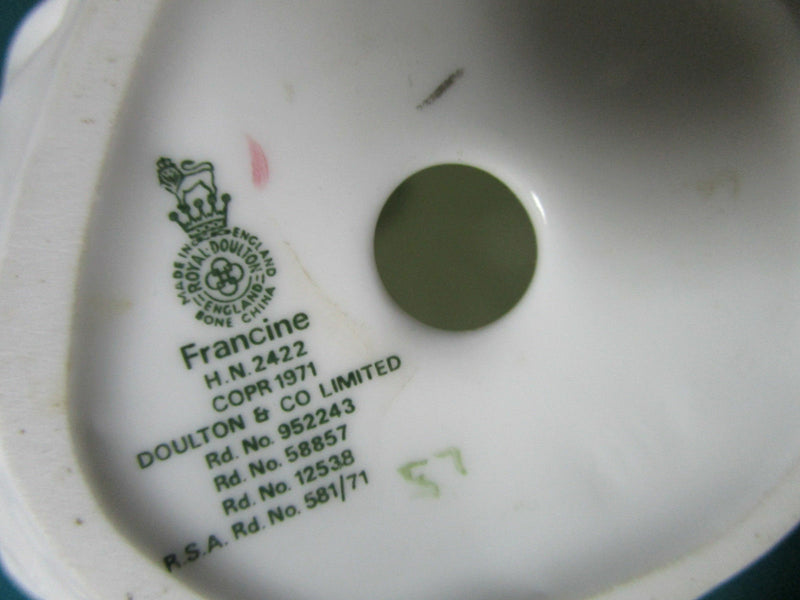 MADE IN ENGLAND
ROYAL DOULTON
ENGLAND
BONE CHINA
Francine
H.N. 2422
COPR 1971
DOULTON & CO LIMITED
Rd. No. 952243
Rd. No. 58857
Rd. No. 12538
R.S.A. Rd. No. 581/71
57